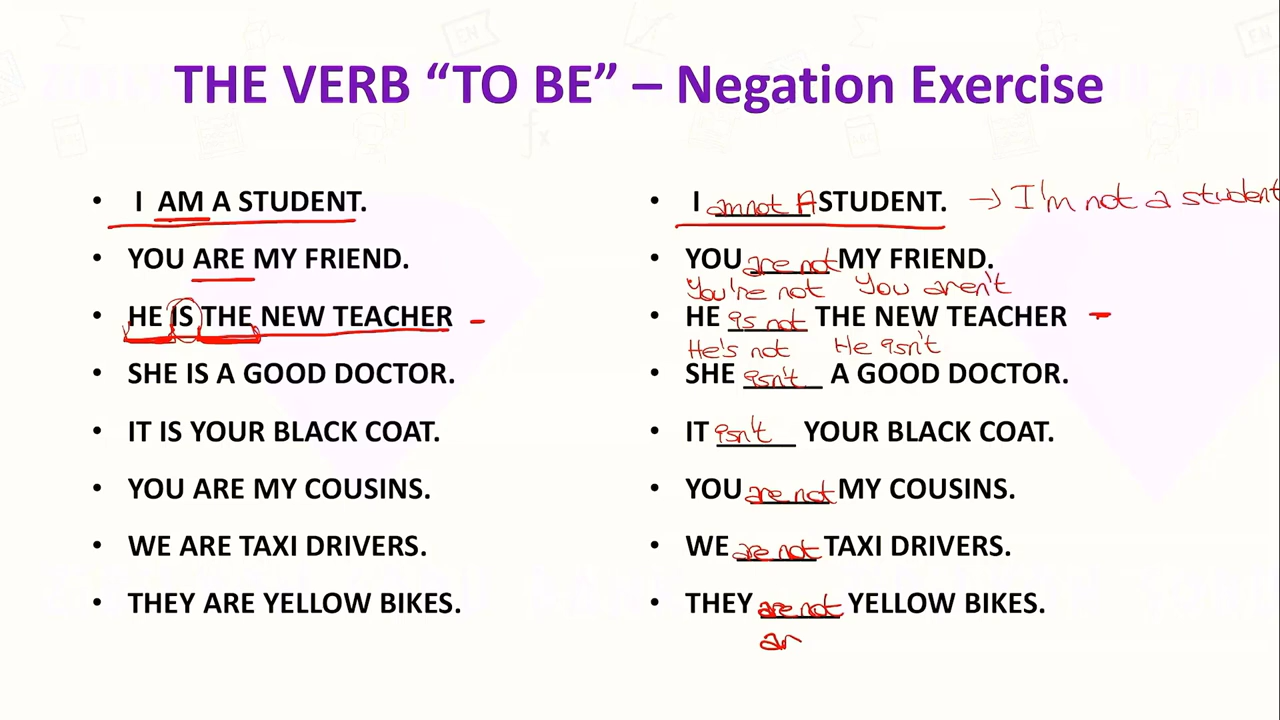 THE VERB “TO BE” – Negation Exercise
• I AM A STUDENT.
• YOU ARE MY FRIEND.
• HE IS THE NEW TEACHER -
• SHE IS A GOOD DOCTOR.
• IT IS YOUR BLACK COAT.
• YOU ARE MY COUSINS.
• WE ARE TAXI DRIVERS.
• THEY ARE YELLOW BIKES.
• I am not A STUDENT. → I'm not a student
• YOU are not MY FRIEND.
You're not You aren't
• HE is not THE NEW TEACHER -
He's not He isn't
• SHE isn't A GOOD DOCTOR.
• IT isn't YOUR BLACK COAT.
• YOU are not MY COUSINS.
• WE are not TAXI DRIVERS.
• THEY are not YELLOW BIKES.
ar